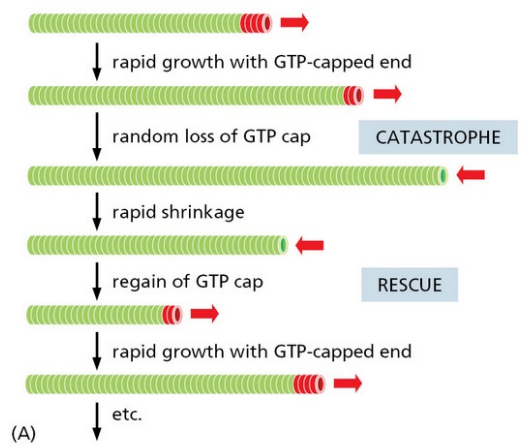 rapid growth with GTP-capped end
random loss of GTP cap
CATASTROPHE
rapid shrinkage
regain of GTP cap
RESCUE
rapid growth with GTP-capped end
etc.
(A)